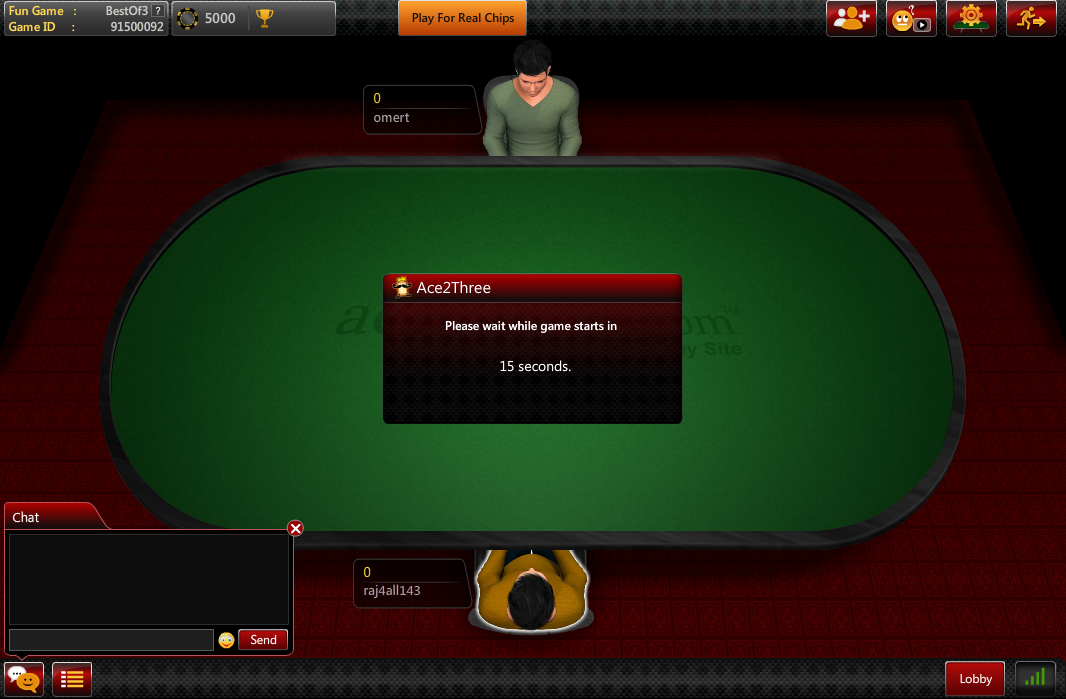 Fun Game : BestOf3 ?
Game ID : 91500092
5000
Play For Real Chips
0
omert
Ace2Three
Please wait while game starts in
15 seconds.
Chat
Send
0
raj4all143
Lobby